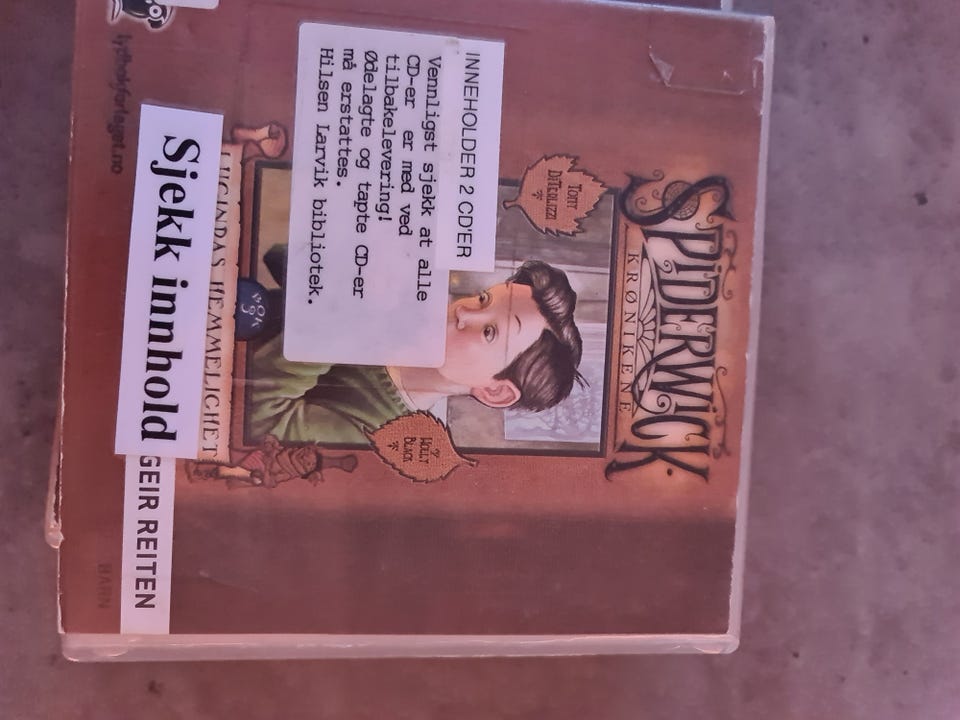 SPIDERWICK
KRØNIKENE
TONY
DITERLIZZI
HOLLY
BLACK
INNEHOLDER 2 CD'ER
Vennligst sjekk at alle
CD-er er med ved
tilbakelevering!
Ødelagte og tapte CD-er
må erstattes.
Hilsen Larvik bibliotek.
BOK
3
LUCINDAS HEMMELIGHET
Sjekk innhold
GEIR REITEN
lydbokforlaget.no
BARN